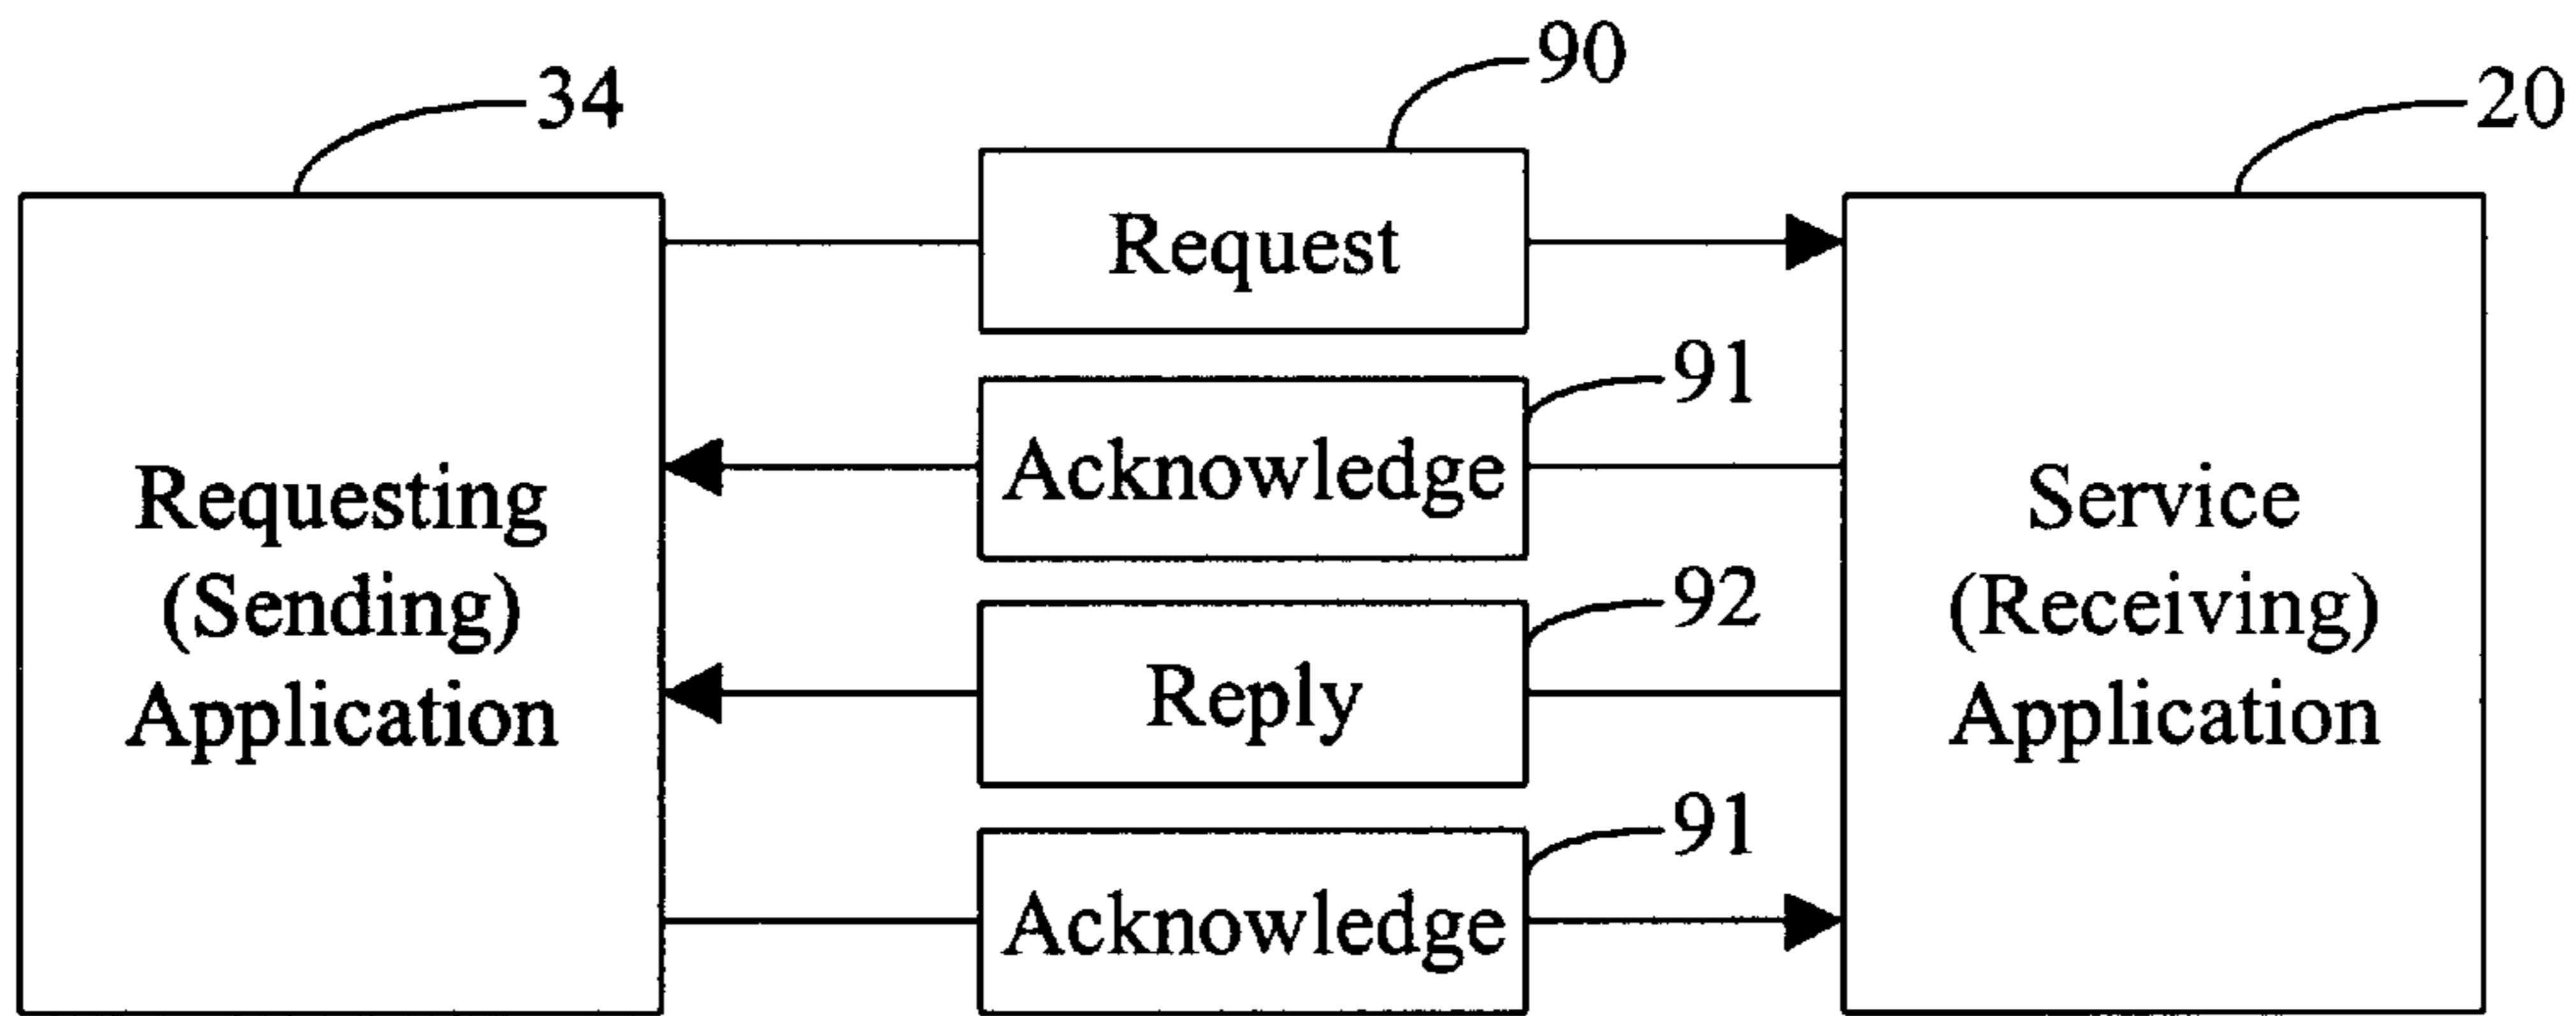 34
90
20
Request
91
Acknowledge
Requesting
(Sending)
Application
92
Reply
91
Acknowledge
Service
(Receiving)
Application